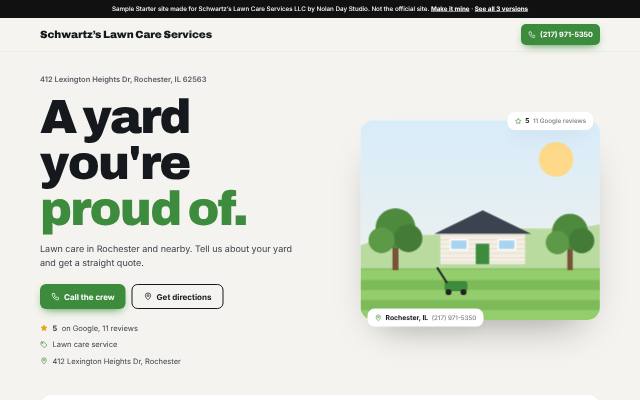 Sample Starter site made for Schwartz's Lawn Care Services LLC by Nolan Day Studio. Not the official site. Make it mine · See all 3 versions
Schwartz's Lawn Care Services
(217) 971-5350
412 Lexington Heights Dr, Rochester, IL 62563
A yard
you're
proud of.
Lawn care in Rochester and nearby. Tell us about your yard
and get a straight quote.
Call the crew
Get directions
5 on Google, 11 reviews
Lawn care service
412 Lexington Heights Dr, Rochester, IL
5 11 Google reviews
Rochester, IL (217) 971-5350